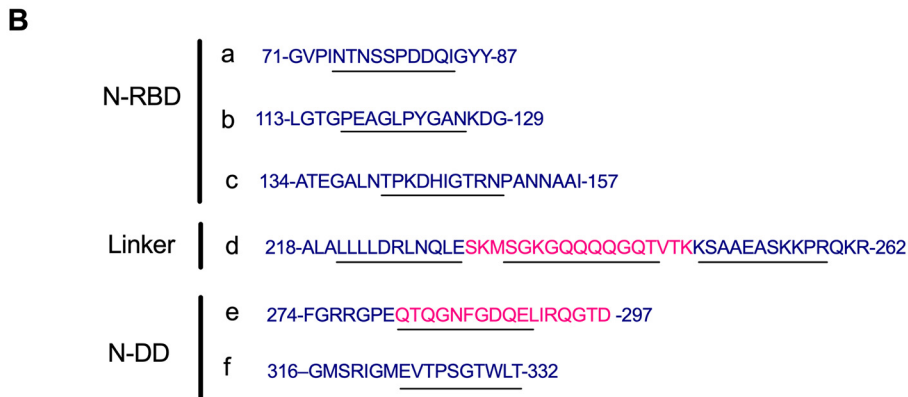 B
N-RBD
a 71-GVPINTNSSPDDQIGYY-87
b 113-LGTGPEAGLPYGANKDG-129
c 134-ATEGALNTPKDHIGTRNPANNAAI-157
Linker
d 218-ALALLLLDRLNQLESKMSGKGQQQQGQTVTKKSAAEASKKPRQKR-262
N-DD
e 274-FGRRGPEQTQGNFGDQELIRQGTD -297
f 316–GMSRIGMEVTPSGTWLT-332